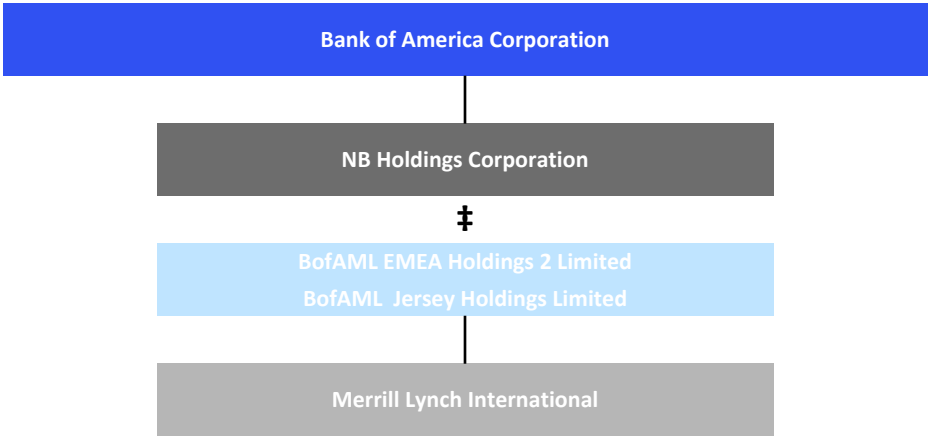 Bank of America Corporation
NB Holdings Corporation
‡
BofAML EMEA Holdings 2 Limited
BofAML Jersey Holdings Limited
Merrill Lynch International